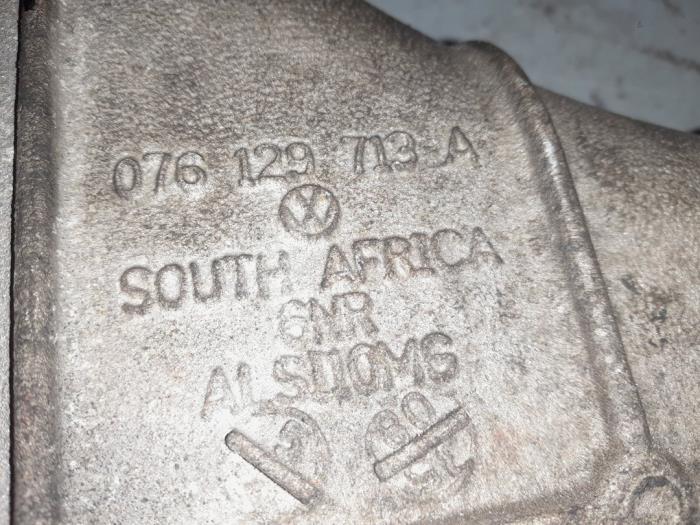 076 129 713 A
SOUTH AFRICA
GNR
ALSI10MG